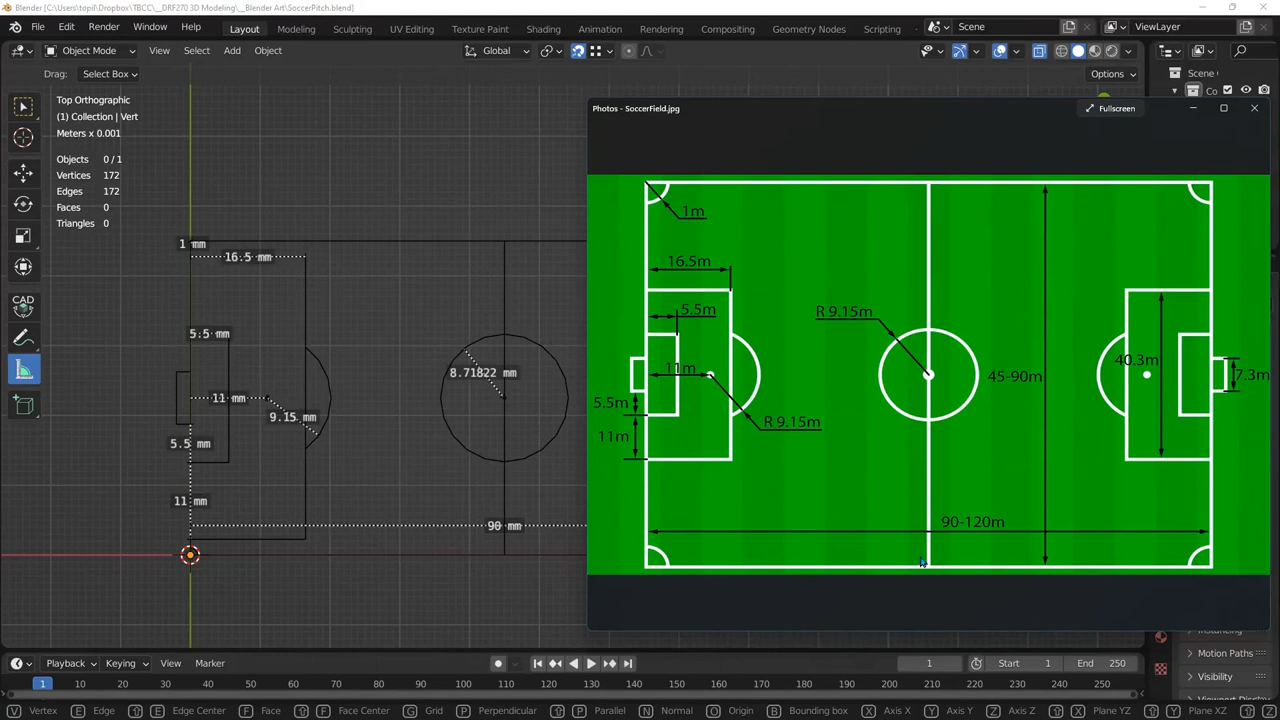 Blender [C:\Users\topil\Dropbox\TBCC\_DRF270 3D Modeling\Blender Art\SoccerPitch.blend]
File Edit Render Window Help Layout Modeling Sculpting UV Editing Texture Paint Shading Animation Rendering Compositing Geometry Nodes Scripting Scene ViewLayer
Object Mode View Select Add Object Global
Drag: Select Box Options Scene
Top Orthographic
(1) Collection | Vert
Meters x 0.001
Objects 0/1
Vertices 172
Edges 172
Faces 0
Triangles 0
CAD
1 mm
16.5 mm
5.5 mm
8.71822 mm
11 mm
9.15 mm
5.5 mm
11 mm
90 mm
Photos - SoccerField.jpg Fullscreen
1m
16.5m
5.5m
R 9.15m
11m
45-90m
40.3m
7.3m
5.5m
R 9.15m
11m
90-120m
Motion Paths
Visibility
Playback Keying View Marker 1 Start 1 End 250
1 10 20 30 40 50 60 70 80 90 100 110 120 130 140 150 160 170 180 190 200 210 220 230 240 250
V Vertex E Edge E Edge Center F Face F Face Center G Grid P Perpendicular P Parallel N Normal O Origin B Bounding box X Axis X Y Axis Y Z Axis Z X Plane YZ Y Plane XZ Z